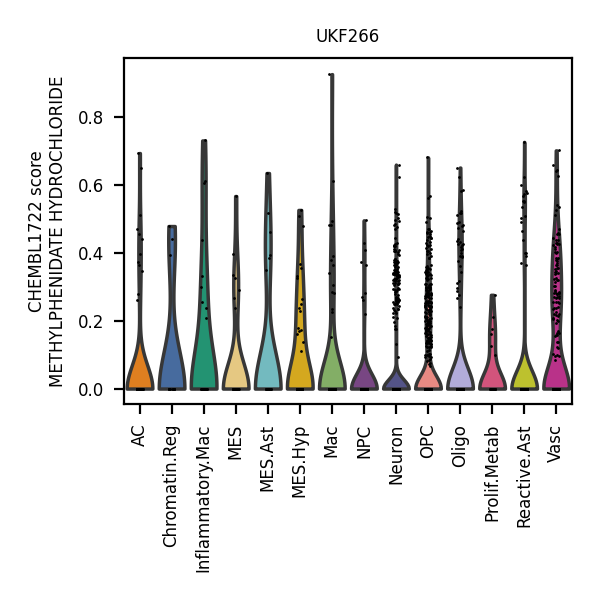 UKF266
CHEMBL1722 score
METHYLPHENIDATE HYDROCHLORIDE
0.8
0.6
0.4
0.2
0.0
AC
Chromatin.Reg
Inflammatory.Mac
MES
MES.Ast
MES.Hyp
Mac
NPC
Neuron
OPC
Oligo
Prolif.Metab
Reactive.Ast
Vasc